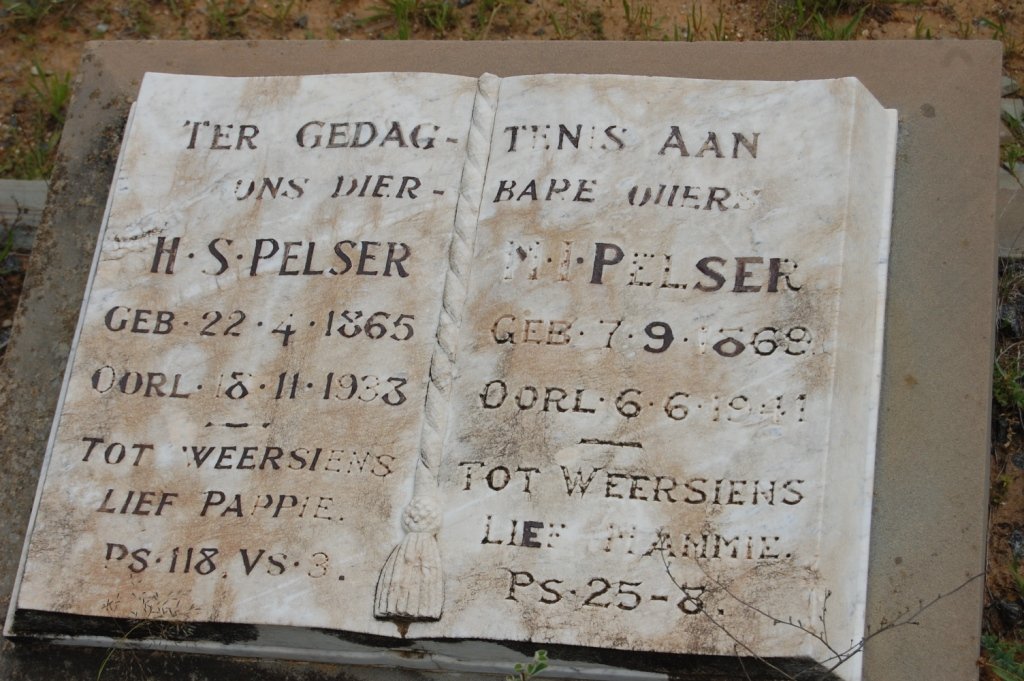 TER GEDAG-TENIS AAN
ONS DIER-BARE OUERS
H·S·PELSER
GEB·22·4·1865
OORL·18·11·1933
TOT WEERSIENS
LIEF PAPPIE.
PS·118.VS·3.
M·I·PELSER
GEB·7·9·1868
OORL·6·6·1941
TOT WEERSIENS
LIEF MAMMIE.
PS·25-8.